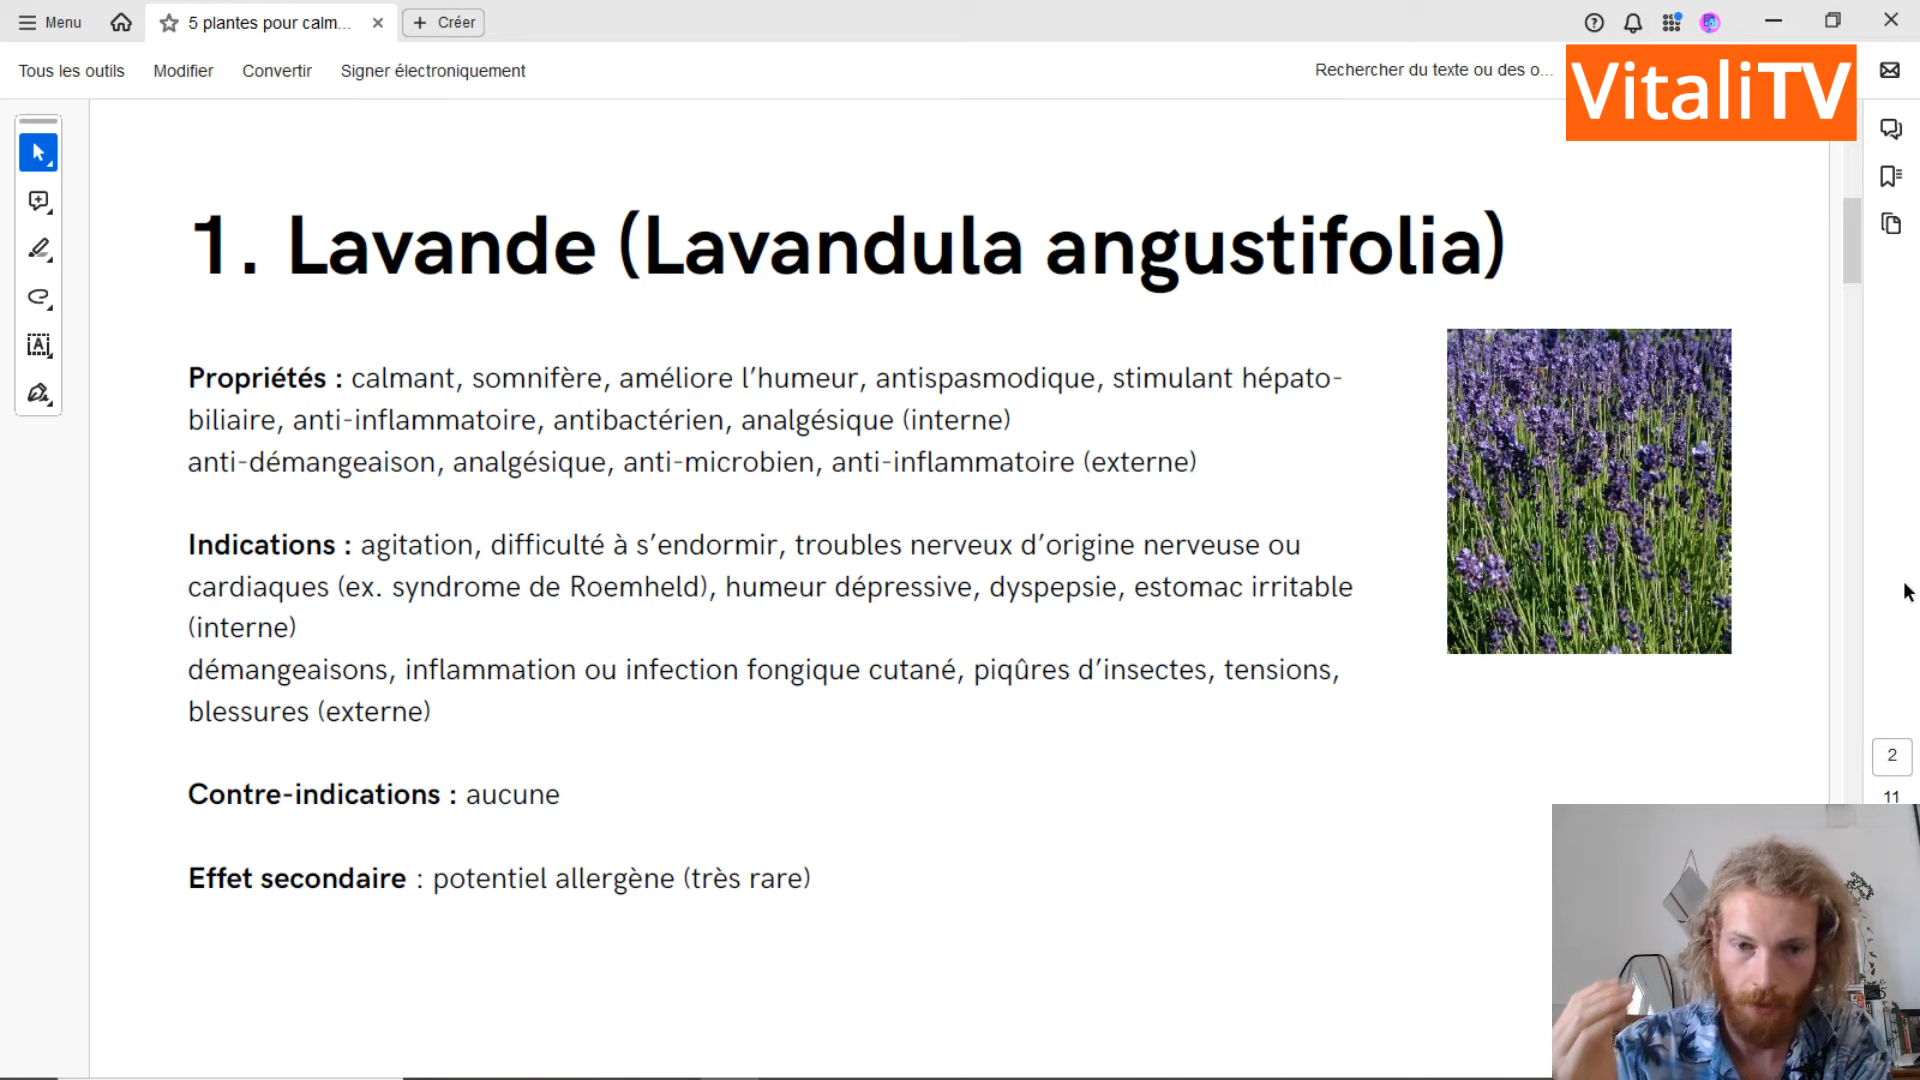 Menu
5 plantes pour calm...
Créer
Tous les outils
Modifier
Convertir
Signer électroniquement
Rechercher du texte ou des o...
VitaliTV
1. Lavande (Lavandula angustifolia)
Propriétés : calmant, somnifère, améliore l’humeur, antispasmodique, stimulant hépato-
biliaire, anti-inflammatoire, antibactérien, analgésique (interne)
anti-démangeaison, analgésique, anti-microbien, anti-inflammatoire (externe)
Indications : agitation, difficulté à s’endormir, troubles nerveux d’origine nerveuse ou
cardiaques (ex. syndrome de Roemheld), humeur dépressive, dyspepsie, estomac irritable
(interne)
démangeaisons, inflammation ou infection fongique cutané, piqûres d’insectes, tensions,
blessures (externe)
Contre-indications : aucune
Effet secondaire : potentiel allergène (très rare)
2
11